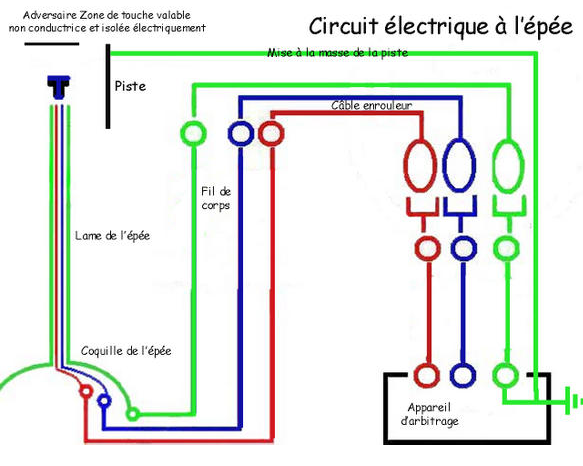 Adversaire Zone de touche valable
non conductrice et isolée électriquement
Circuit électrique à l'épée
Mise à la masse de la piste
Piste
Câble enrouleur
Fil de
corps
Lame de l'épée
Coquille de l'épée
Appareil
d'arbitrage